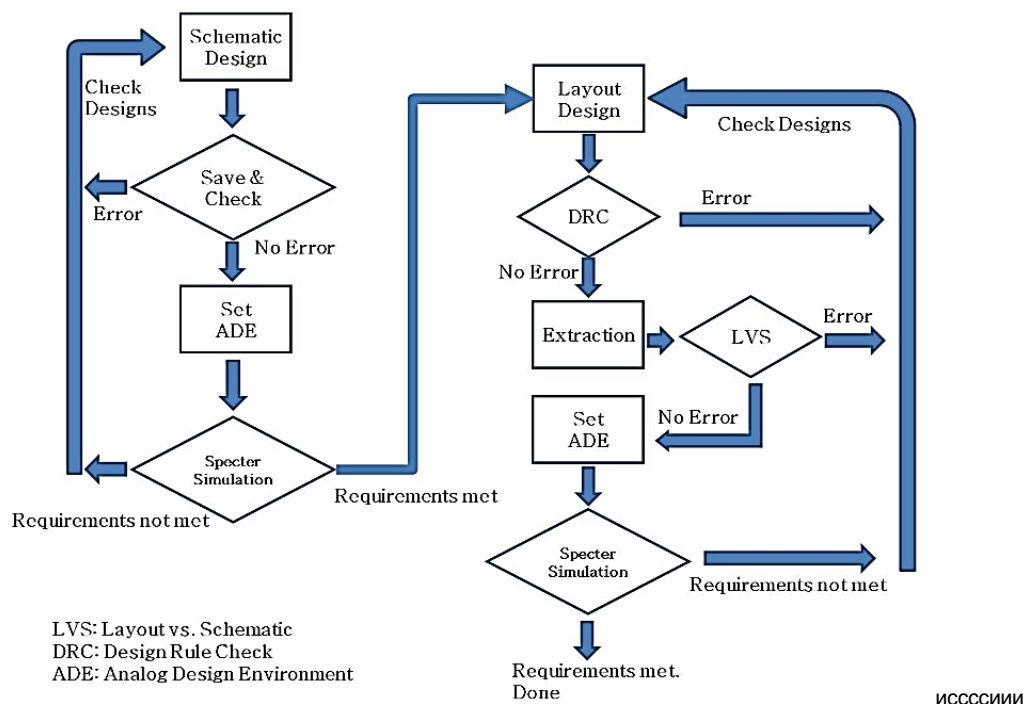 Schematic
Design
Check
Designs
Save &
Check
Error
No Error
Set
ADE
Specter
Simulation
Requirements not met
Requirements met
Layout
Design
Check Designs
DRC
Error
No Error
Extraction
LVS
Error
No Error
Set
ADE
Specter
Simulation
Requirements not met
Requirements met.
Done
LVS: Layout vs. Schematic
DRC: Design Rule Check
ADE: Analog Design Environment
исссСиии